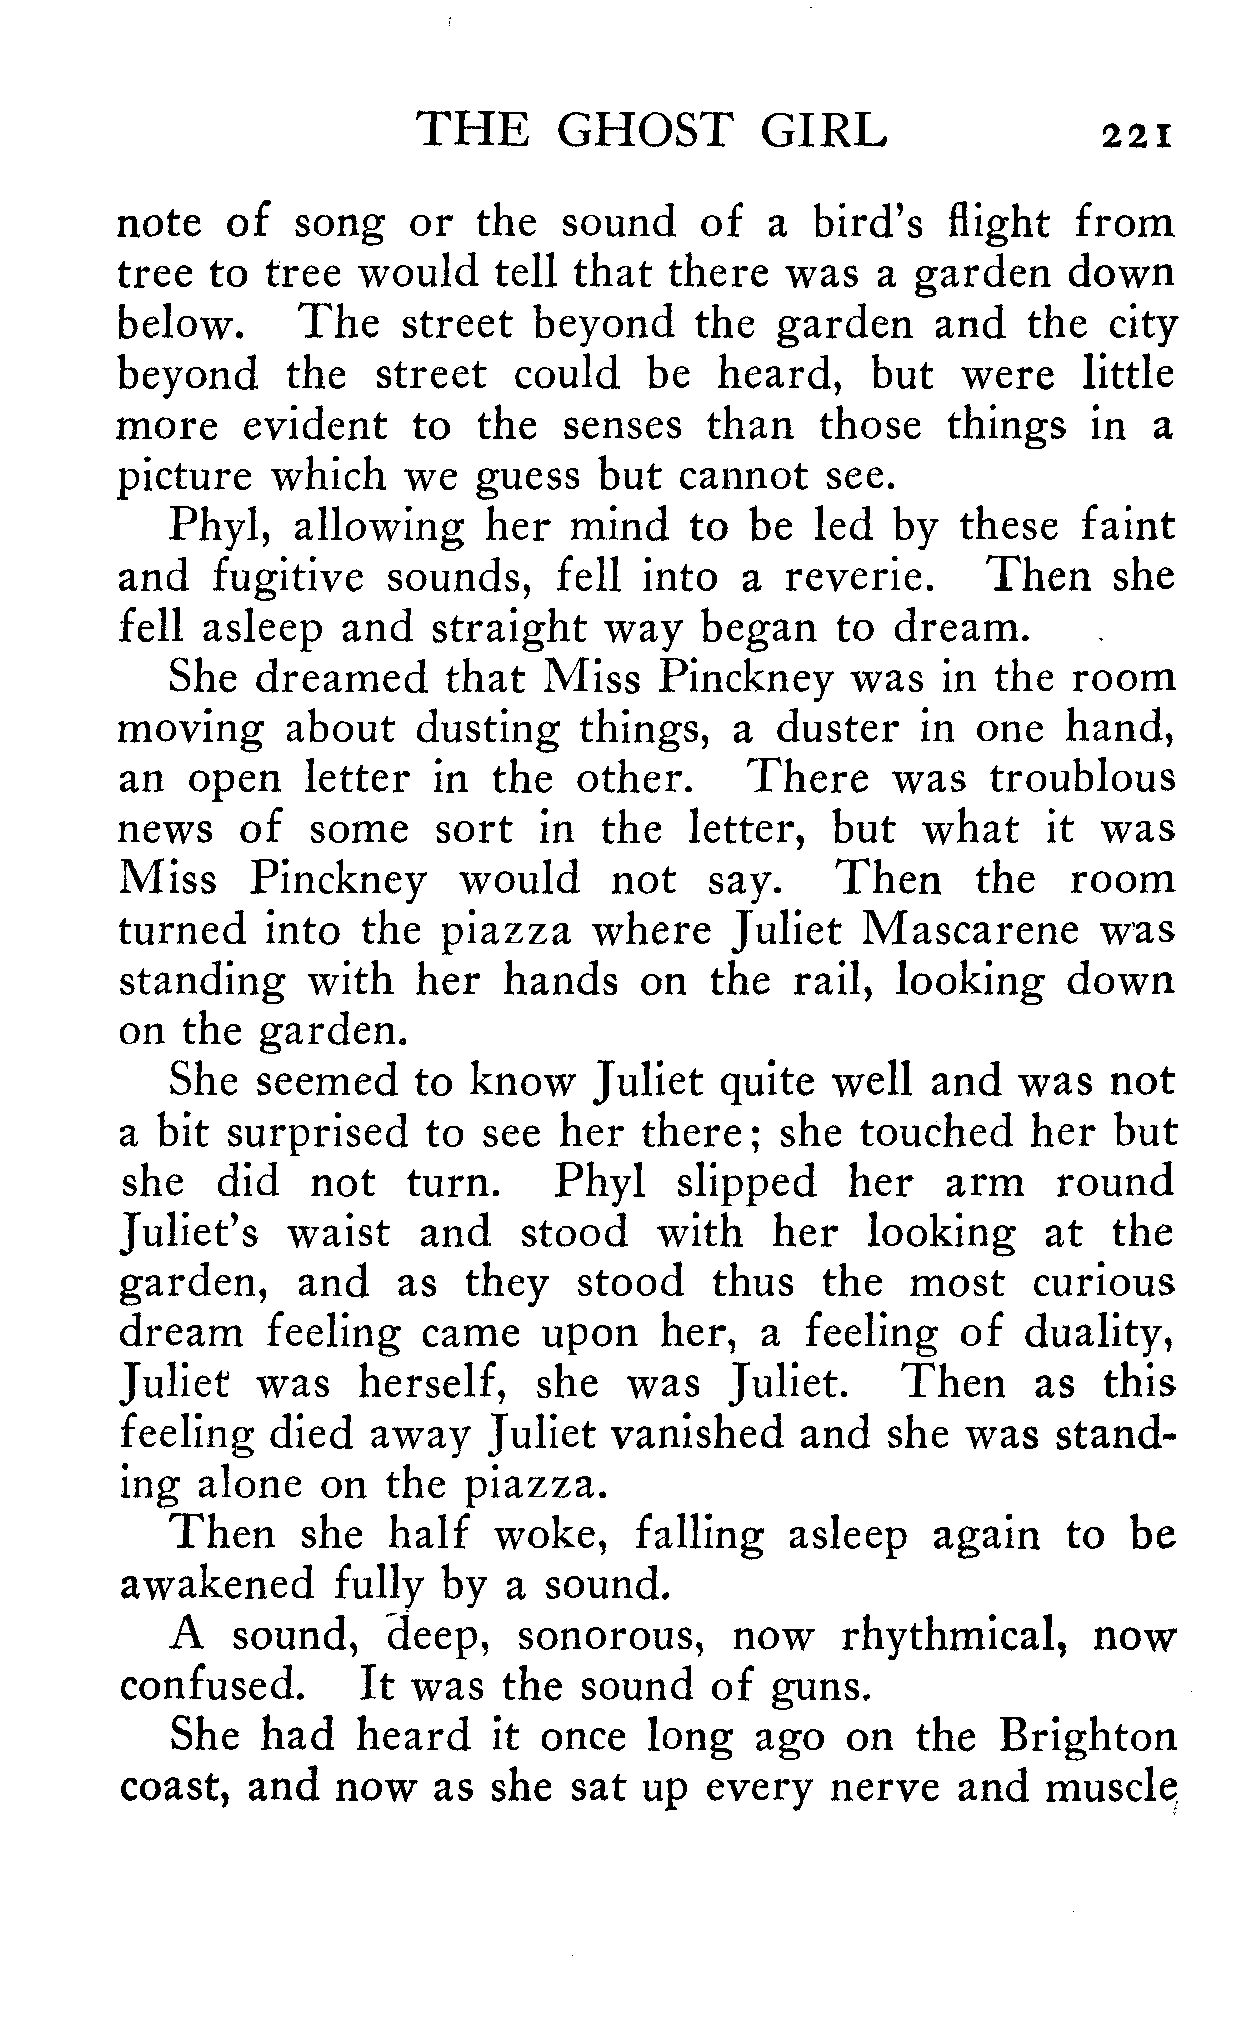 THE GHOST GIRL 221
note of song or the sound of a bird's flight from
tree to tree would tell that there was a garden down
below. The street beyond the garden and the city
beyond the street could be heard, but were little
more evident to the senses than those things in a
picture which we guess but cannot see.
Phyl, allowing her mind to be led by these faint
and fugitive sounds, fell into a reverie. Then she
fell asleep and straight way began to dream.
She dreamed that Miss Pinckney was in the room
moving about dusting things, a duster in one hand,
an open letter in the other. There was troublous
news of some sort in the letter, but what it was
Miss Pinckney would not say. Then the room
turned into the piazza where Juliet Mascarene was
standing with her hands on the rail, looking down
on the garden.
She seemed to know Juliet quite well and was not
a bit surprised to see her there; she touched her but
she did not turn. Phyl slipped her arm round
Juliet's waist and stood with her looking at the
garden, and as they stood thus the most curious
dream feeling came upon her, a feeling of duality,
Juliet was herself, she was Juliet. Then as this
feeling died away Juliet vanished and she was stand-
ing alone on the piazza.
Then she half woke, falling asleep again to be
awakened fully by a sound.
A sound, deep, sonorous, now rhythmical, now
confused. It was the sound of guns.
She had heard it once long ago on the Brighton
coast, and now as she sat up every nerve and muscle